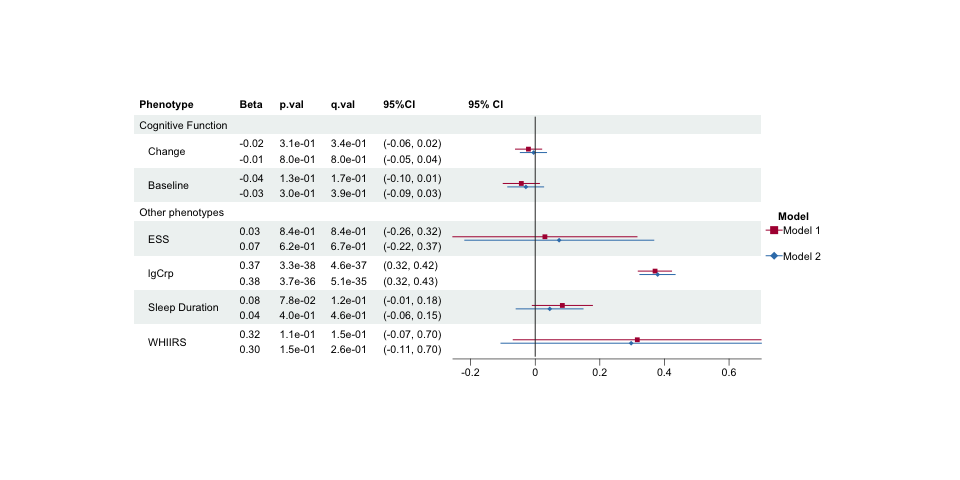 Phenotype Beta p.val q.val 95%CI 95% CI
Cognitive Function
Change
-0.02 3.1e-01 3.4e-01 (-0.06, 0.02)
-0.01 8.0e-01 8.0e-01 (-0.05, 0.04)
Baseline
-0.04 1.3e-01 1.7e-01 (-0.10, 0.01)
-0.03 3.0e-01 3.9e-01 (-0.09, 0.03)
Other phenotypes
ESS
0.03 8.4e-01 8.4e-01 (-0.26, 0.32)
0.07 6.2e-01 6.7e-01 (-0.22, 0.37)
lgCrp
0.37 3.3e-38 4.6e-37 (0.32, 0.42)
0.38 3.7e-36 5.1e-35 (0.32, 0.43)
Sleep Duration
0.08 7.8e-02 1.2e-01 (-0.01, 0.18)
0.04 4.0e-01 4.6e-01 (-0.06, 0.15)
WHIIRS
0.32 1.1e-01 1.5e-01 (-0.07, 0.70)
0.30 1.5e-01 2.6e-01 (-0.11, 0.70)
-0.2 0 0.2 0.4 0.6
Model
Model 1
Model 2